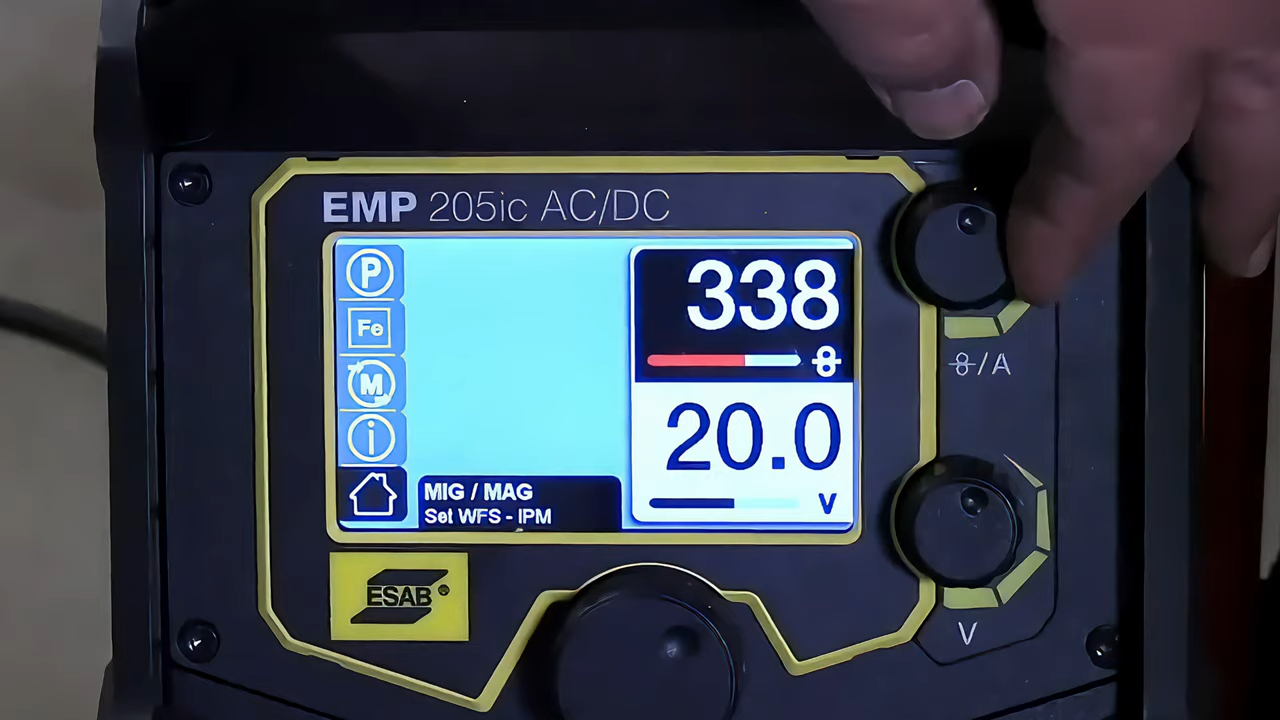 EMP 205ic AC/DC
P
Fe
M
i
338
20.0
V
MIG / MAG
Set WFS - IPM
/A
V
ESAB®